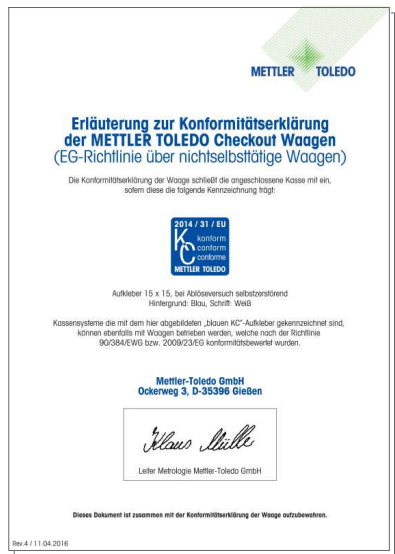 METTLER TOLEDO
Erläuterung zur Konformitätserklärung
der METTLER TOLEDO Checkout Waagen
(EG-Richtlinie über nichtselbsttätige Waagen)
Die Konformitätserklärung der Waage schließt die angeschlossene Kasse mit ein,
sofern diese die folgende Kennzeichnung trägt:
2014 / 31 / EU
KC
konform
conform
conforme
METTLER TOLEDO
Aufkleber 15 x 15, bei Ablöseversuch selbstzerstörend
Hintergrund: Blau, Schrift: Weiß
Kassensysteme die mit dem hier abgebildeten „blauen KC"-Aufkleber gekennzeichnet sind,
können ebenfalls mit Waagen betrieben werden, welche nach der Richtlinie
90/384/EWG bzw. 2009/23/EG konformitätsbewertet wurden.
Mettler-Toledo GmbH
Ockerweg 3, D-35396 Gießen
Klaus Mülle
Leiter Metrologie Mettler-Toledo GmbH
Dieses Dokument ist zusammen mit der Konformitätserklärung der Waage aufzubewahren.
Rev.4 / 11.04.2016